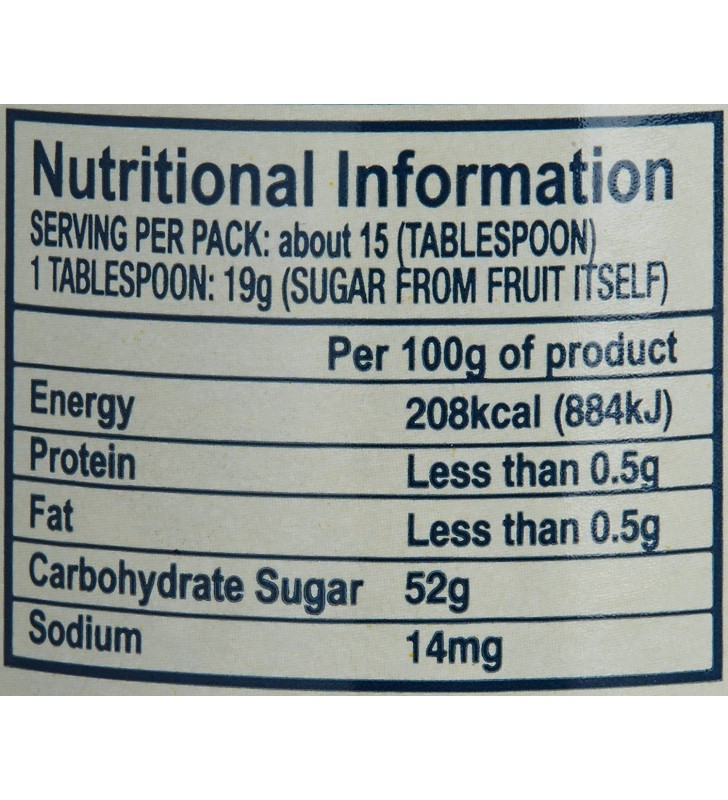 Nutritional Information
SERVING PER PACK: about 15 (TABLESPOON)
1 TABLESPOON: 19g (SUGAR FROM FRUIT ITSELF)
Per 100g of product
Energy 208kcal (884kJ)
Protein Less than 0.5g
Fat Less than 0.5g
Carbohydrate Sugar 52g
Sodium 14mg